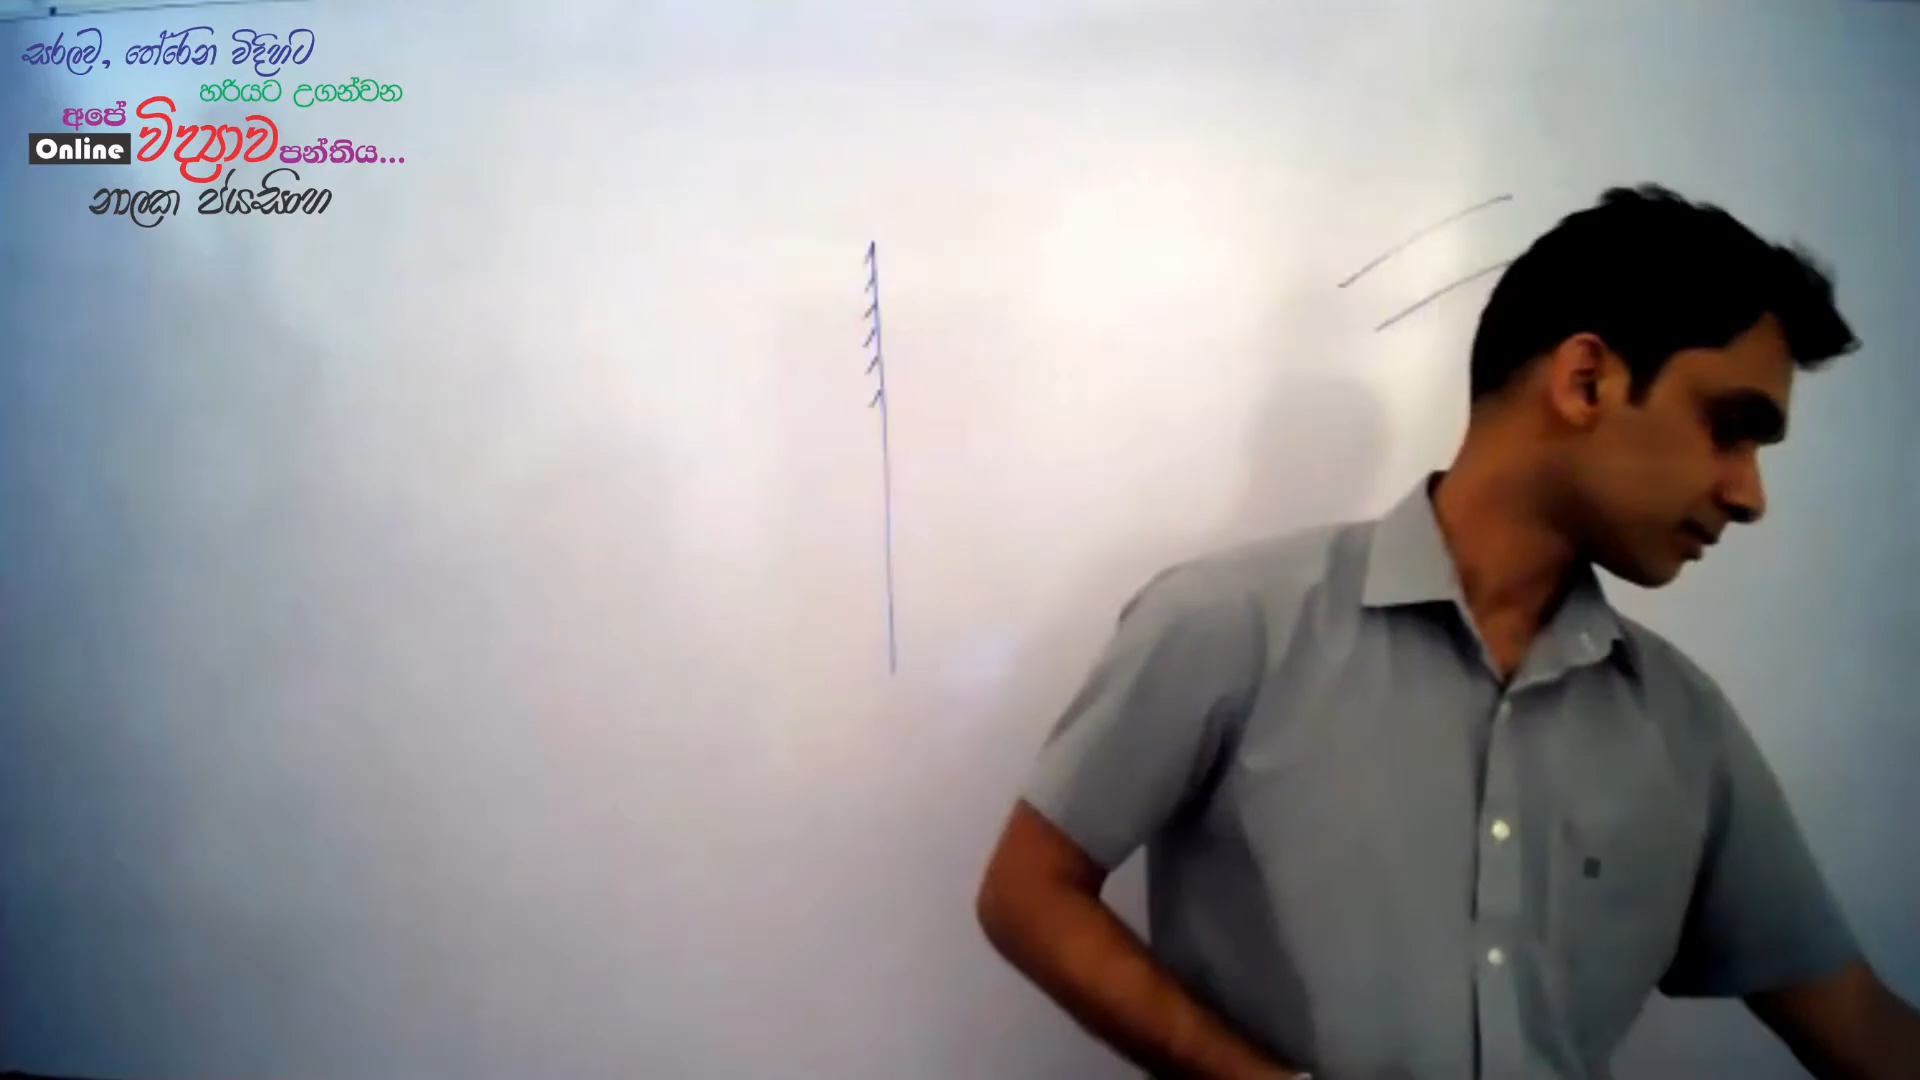 සරලව, තේරෙන විදිහට
හරියට උගන්වන
අපේ
Online විද්‍යාව පන්තිය...
නාලක ජයසිංහ